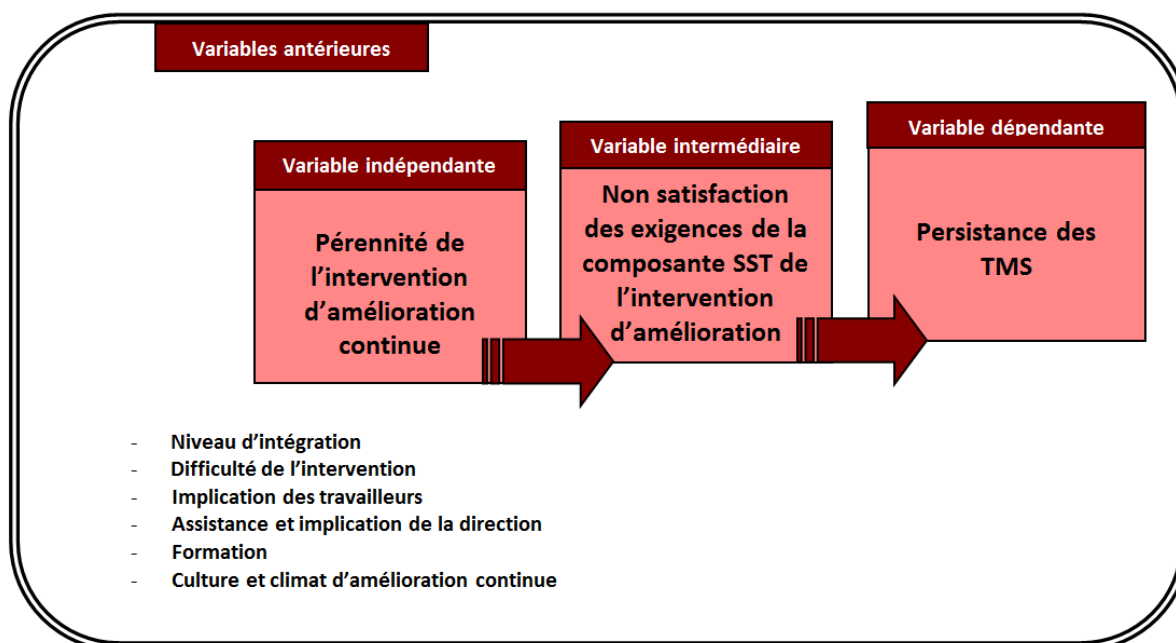 Variables antérieures
Variable indépendante
Pérennité de
l’intervention
d’amélioration
continue
Variable intermédiaire
Non satisfaction
des exigences de la
composante SST de
l’intervention
d’amélioration
Variable dépendante
Persistance des
TMS
- Niveau d’intégration
- Difficulté de l’intervention
- Implication des travailleurs
- Assistance et implication de la direction
- Formation
- Culture et climat d’amélioration continue